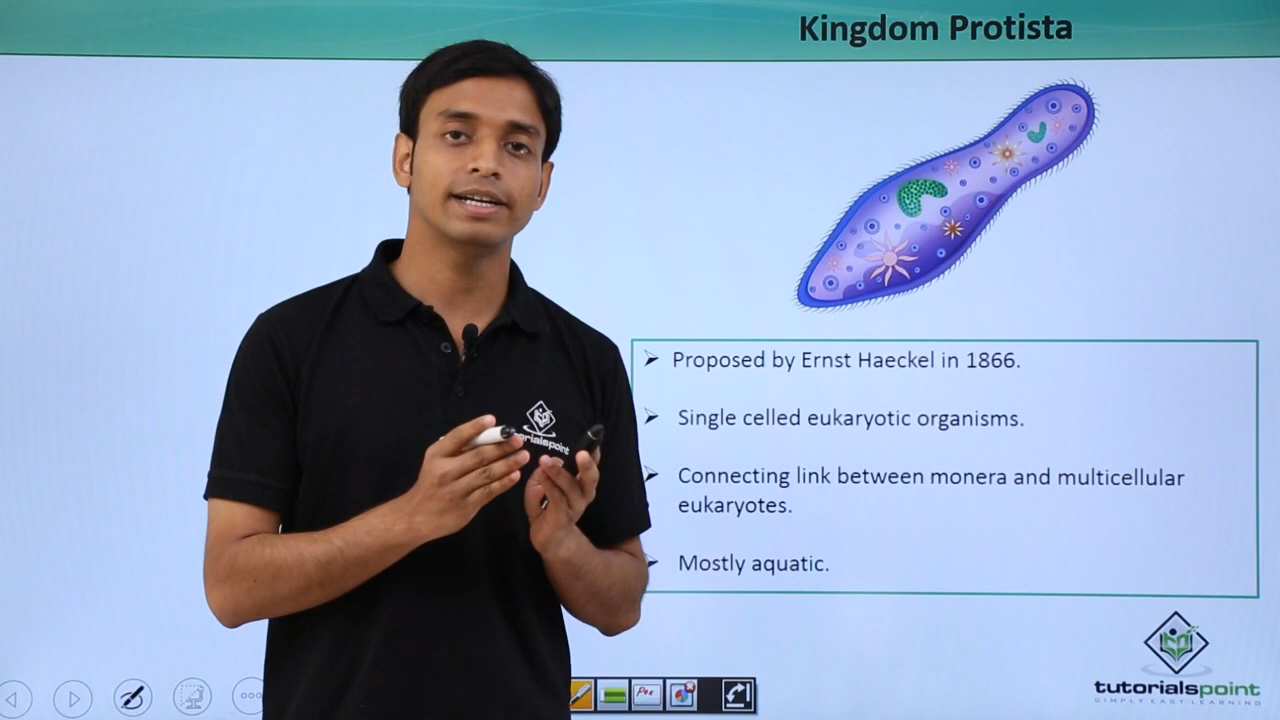 Kingdom Protista
Proposed by Ernst Haeckel in 1866.
Single celled eukaryotic organisms.
Connecting link between monera and multicellular
eukaryotes.
Mostly aquatic.
tutorialspoint
SIMPLY EASY LEARNING
Pen